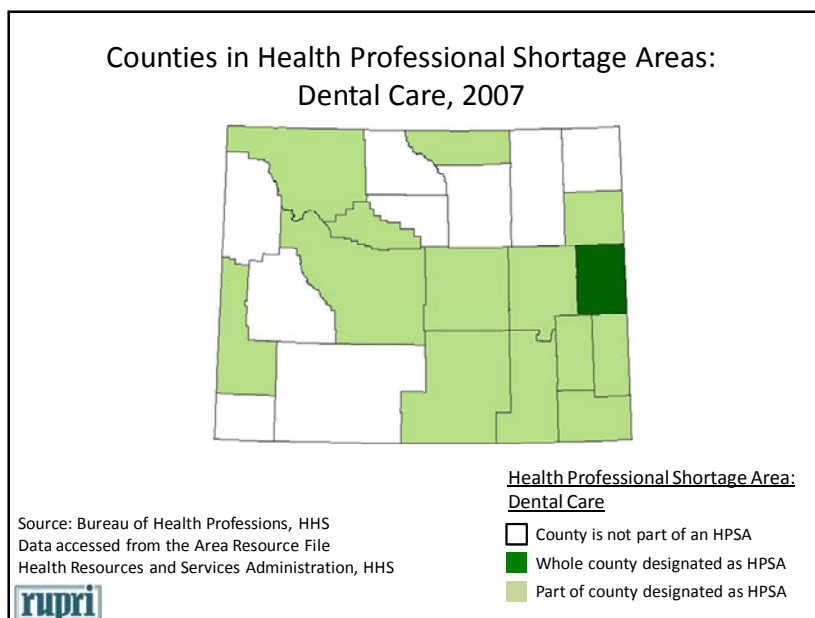 Counties in Health Professional Shortage Areas:
Dental Care, 2007
Health Professional Shortage Area:
Dental Care
County is not part of an HPSA
Whole county designated as HPSA
Part of county designated as HPSA
Source: Bureau of Health Professions, HHS
Data accessed from the Area Resource File
Health Resources and Services Administration, HHS
rupri